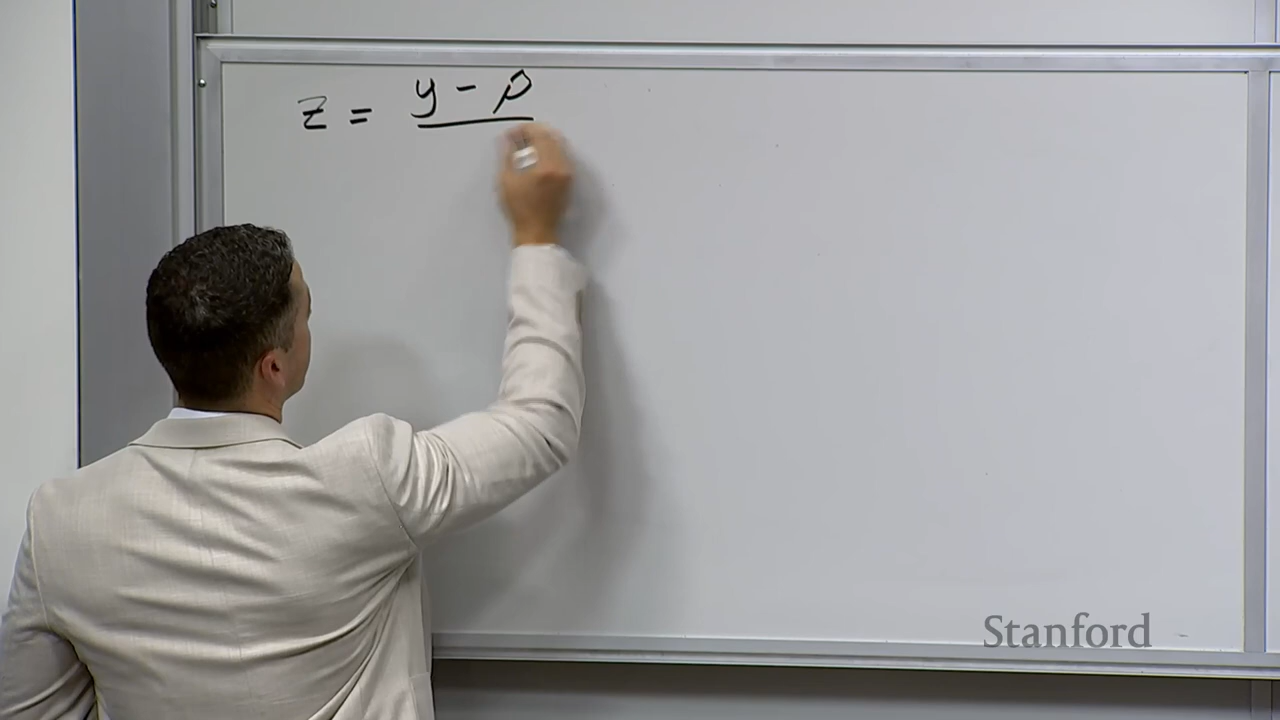 z = y - ρ
Stanford